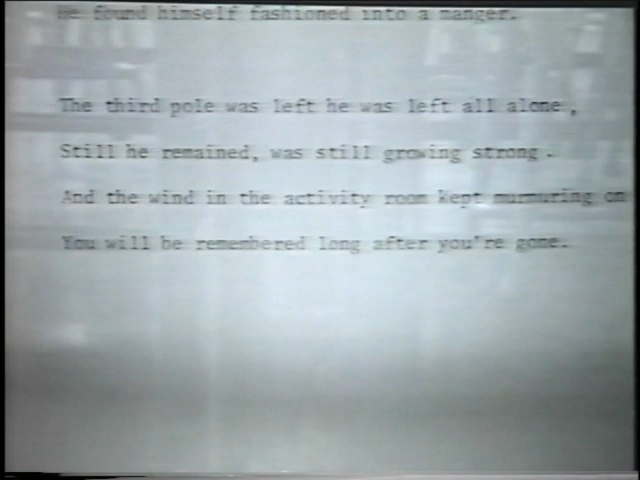 He found himself fashioned into a manger.
The third pole was left he was left all alone,
Still he remained, was still growing strong.
And the wind in the activity room kept murmuring on
You will be remembered long after you're gone.